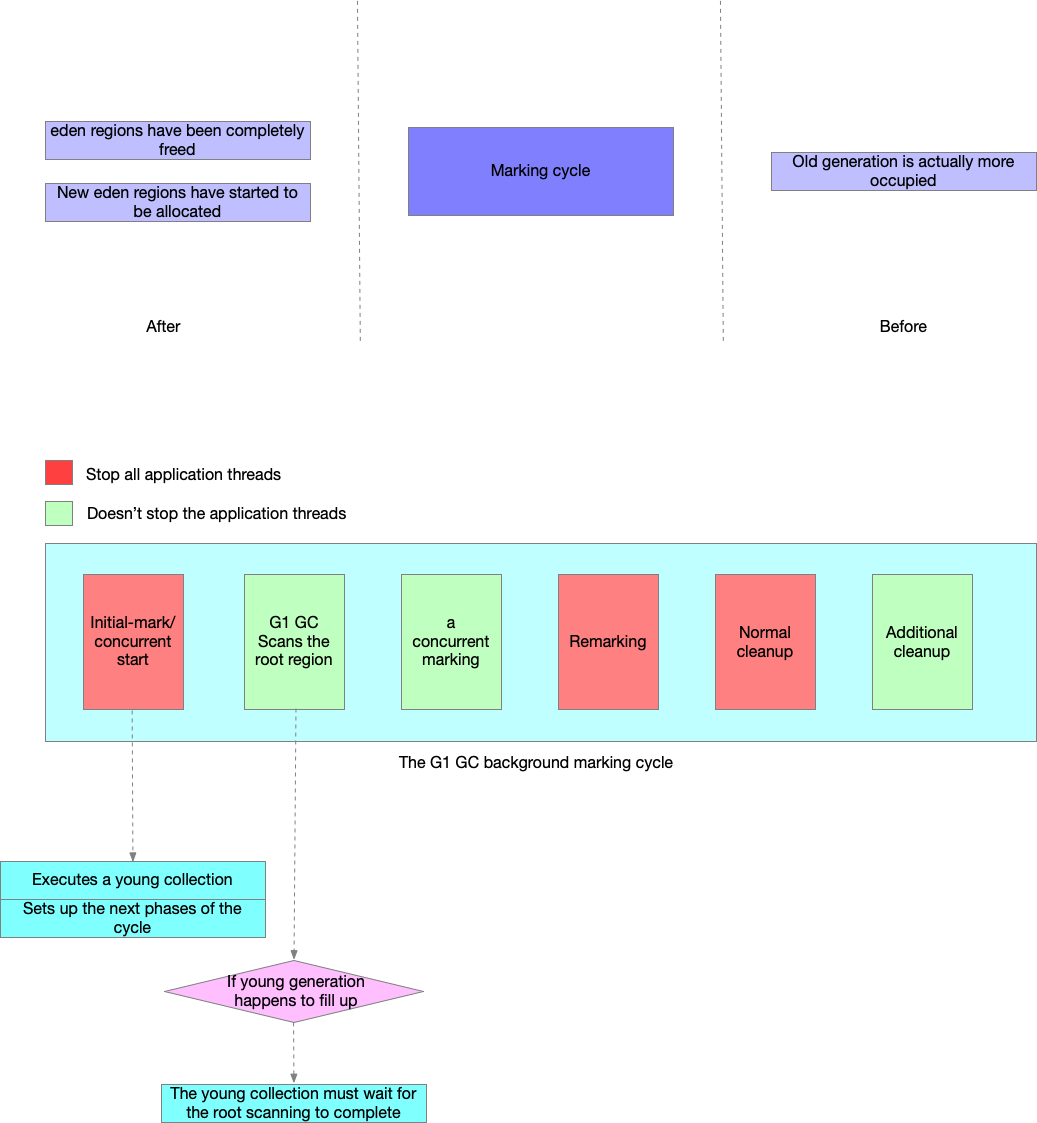 eden regions have been completely
freed
New eden regions have started to
be allocated
Marking cycle
Old generation is actually more
occupied
After
Before
Stop all application threads
Doesn’t stop the application threads
Initial-mark/
concurrent
start
G1 GC
Scans the
root region
a
concurrent
marking
Remarking
Normal
cleanup
Additional
cleanup
The G1 GC background marking cycle
Executes a young collection
Sets up the next phases of the
cycle
If young generation
happens to fill up
The young collection must wait for
the root scanning to complete